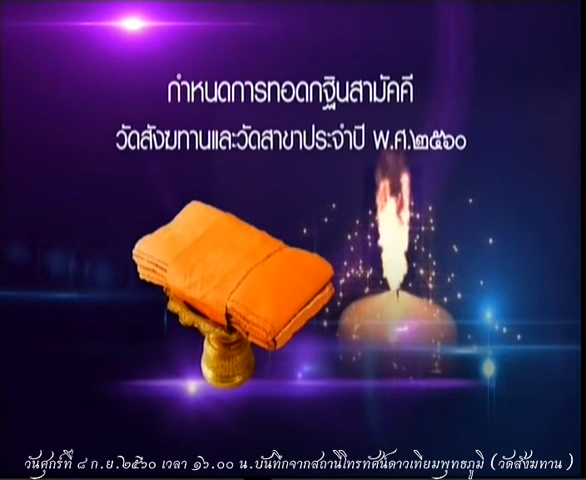 กำหนดการทอดกฐินสามัคคี
วัดสังฆทานและวัดสาขาประจำปี พ.ศ.๒๕๖๐
วันศุกร์ที่ ๘ ก.ย.๒๕๖๐ เวลา ๑๖.๐๐ น.บันทึกจากสถานีโทรทัศน์ดาวเทียมพุทธภูมิ (วัดสังฆทาน)